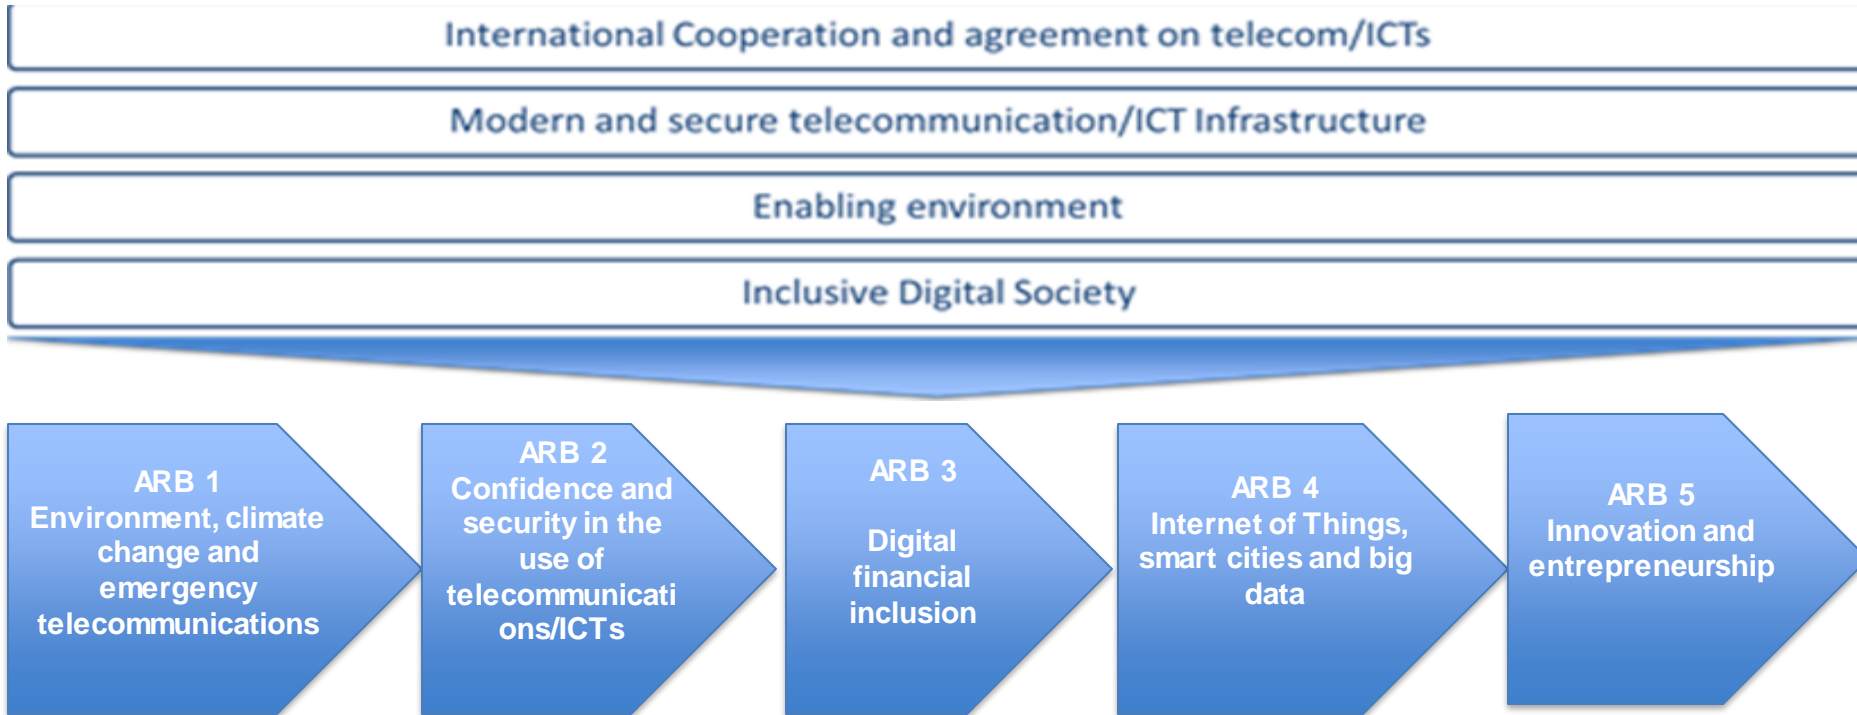 International Cooperation and agreement on telecom/ICTs
Modern and secure telecommunication/ICT Infrastructure
Enabling environment
Inclusive Digital Society
ARB 1
Environment, climate
change and
emergency
telecommunications
ARB 2
Confidence and
security in the
use of
telecommunicati
ons/ICTs
ARB 3
Digital
financial
inclusion
ARB 4
Internet of Things,
smart cities and big
data
ARB 5
Innovation and
entrepreneurship